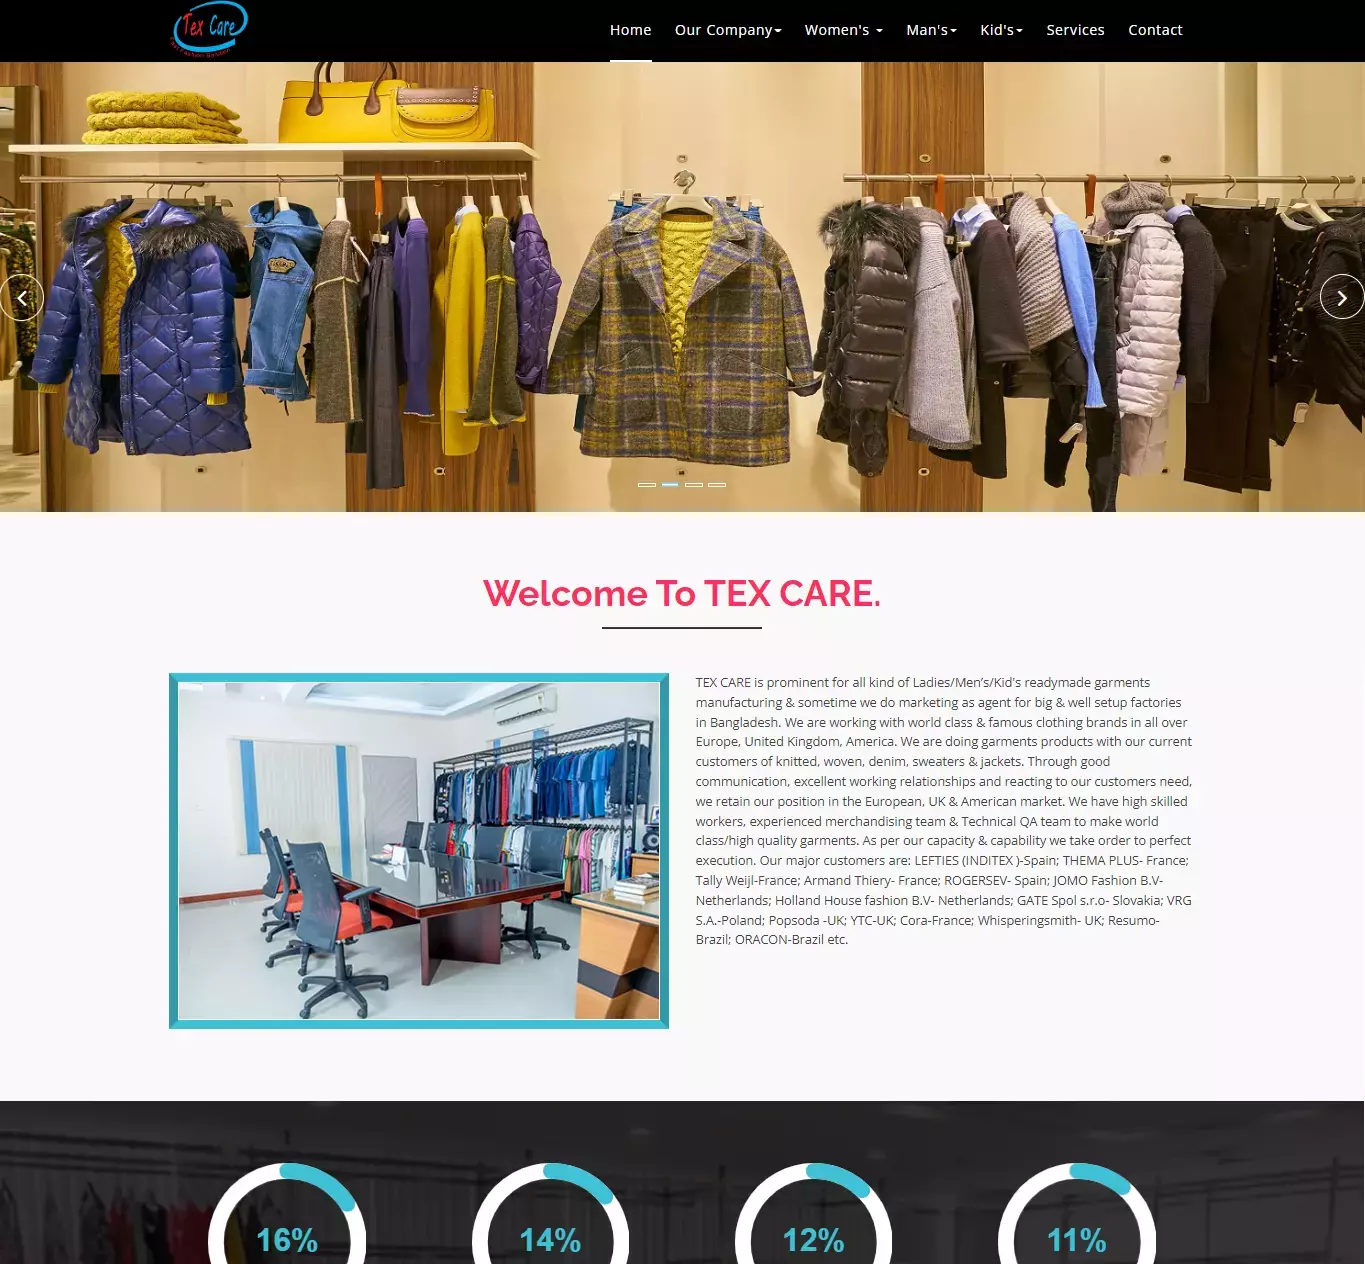 Tex Care
Home Our Company Women's Man's Kid's Services Contact
Welcome To TEX CARE.
TEX CARE is prominent for all kind of Ladies/Men’s/Kid’s readymade garments
manufacturing & sometime we do marketing as agent for big & well setup factories
in Bangladesh. We are working with world class & famous clothing brands in all over
Europe, United Kingdom, America. We are doing garments products with our current
customers of knitted, woven, denim, sweaters & jackets. Through good
communication, excellent working relationships and reacting to our customers need,
we retain our position in the European, UK & American market. We have high skilled
workers, experienced merchandising team & Technical QA team to make world
class/high quality garments. As per our capacity & capability we take order to perfect
execution. Our major customers are: LEFTIES (INDITEX )-Spain; THEMA PLUS- France;
Tally Weijl-France; Armand Thiery- France; ROGERSEV- Spain; JOMO Fashion B.V-
Netherlands; Holland House fashion B.V- Netherlands; GATE Spol s.r.o- Slovakia; VRG
S.A.-Poland; Popsoda -UK; YTC-UK; Cora-France; Whisperingsmith- UK; Resumo-
Brazil; ORACON-Brazil etc.
16% 14% 12% 11%